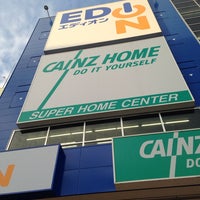 EDION
エディオン
CAINZ HOME
DO IT YOURSELF
SUPER HOME CENTER
CAINZ
DO
N